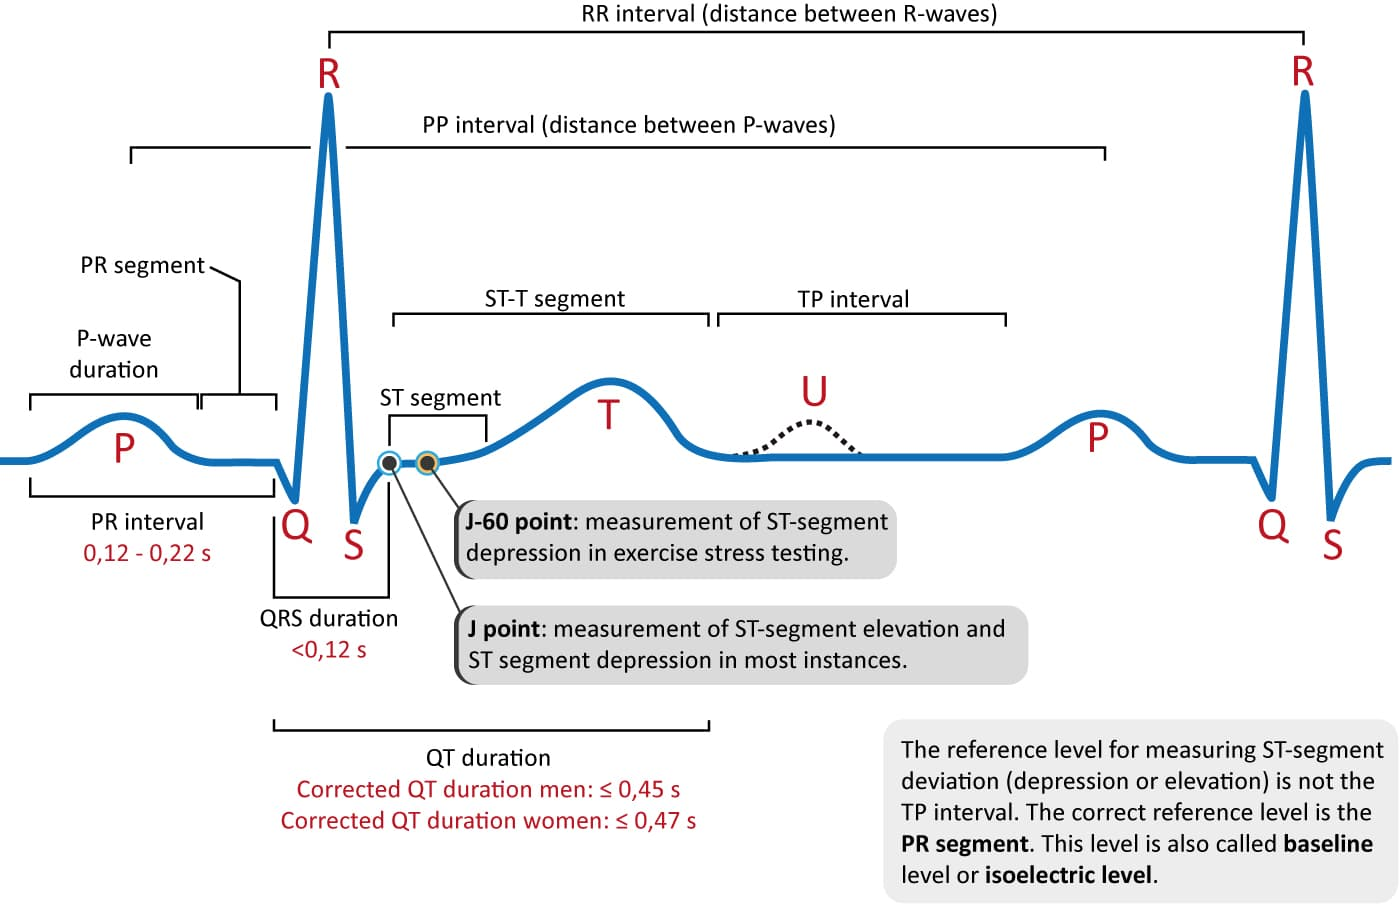 RR interval (distance between R-waves)
R
R
PP interval (distance between P-waves)
PR segment
ST-T segment
TP interval
P-wave
duration
ST segment
U
T
P
P
J-60 point: measurement of ST-segment
depression in exercise stress testing.
PR interval
0,12 - 0,22 s
Q
S
Q
S
QRS duration
<0,12 s
J point: measurement of ST-segment elevation and
ST segment depression in most instances.
QT duration
Corrected QT duration men: ≤ 0,45 s
Corrected QT duration women: ≤ 0,47 s
The reference level for measuring ST-segment
deviation (depression or elevation) is not the
TP interval. The correct reference level is the
PR segment. This level is also called baseline
level or isoelectric level.